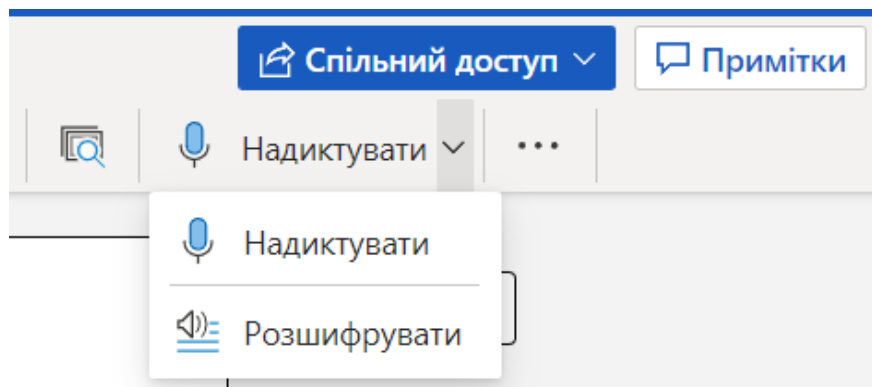 Спільний доступ
Примітки
Надиктувати
Надиктувати
Розшифрувати